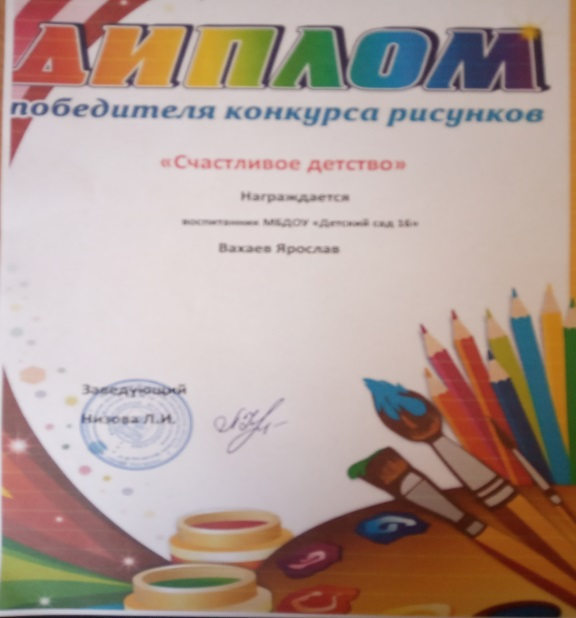 ДИПЛОМ
победителя конкурса рисунков
«Счастливое детство»
Награждается
воспитанник МБДОУ «Детский сад 16»
Вахаев Ярослав
Заведующий
Низова Л.И.